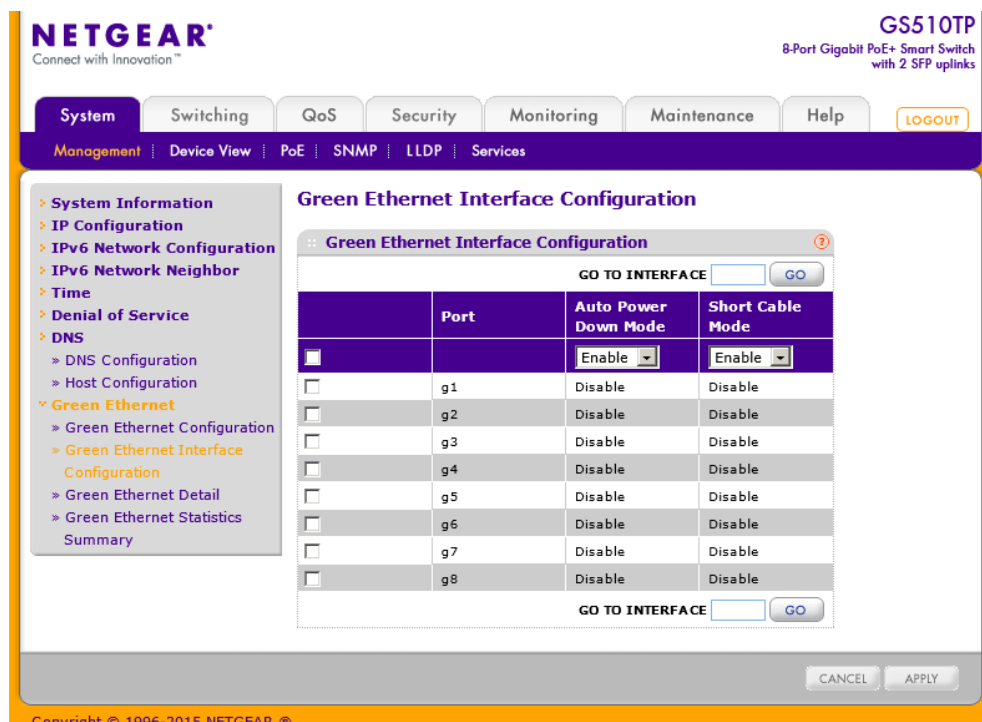 NETGEAR®
Connect with Innovation™
GS510TP
8-Port Gigabit PoE+ Smart Switch
with 2 SFP uplinks
System Switching QoS Security Monitoring Maintenance Help LOGOUT
Management Device View PoE SNMP LLDP Services
System Information
IP Configuration
IPv6 Network Configuration
IPv6 Network Neighbor
Time
Denial of Service
DNS
» DNS Configuration
» Host Configuration
Green Ethernet
» Green Ethernet Configuration
» Green Ethernet Interface
Configuration
» Green Ethernet Detail
» Green Ethernet Statistics
Summary
Green Ethernet Interface Configuration
Green Ethernet Interface Configuration ?
GO TO INTERFACE GO
Port Auto Power Down Mode Short Cable Mode
Enable Enable
g1 Disable Disable
g2 Disable Disable
g3 Disable Disable
g4 Disable Disable
g5 Disable Disable
g6 Disable Disable
g7 Disable Disable
g8 Disable Disable
GO TO INTERFACE GO
CANCEL APPLY
Copyright © 1996-2015 NETGEAR ®